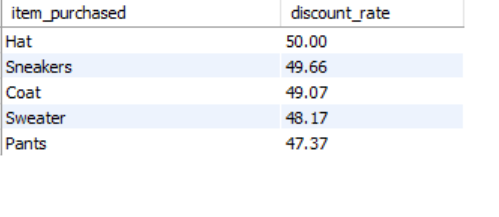 item_purchased discount_rate
Hat 50.00
Sneakers 49.66
Coat 49.07
Sweater 48.17
Pants 47.37